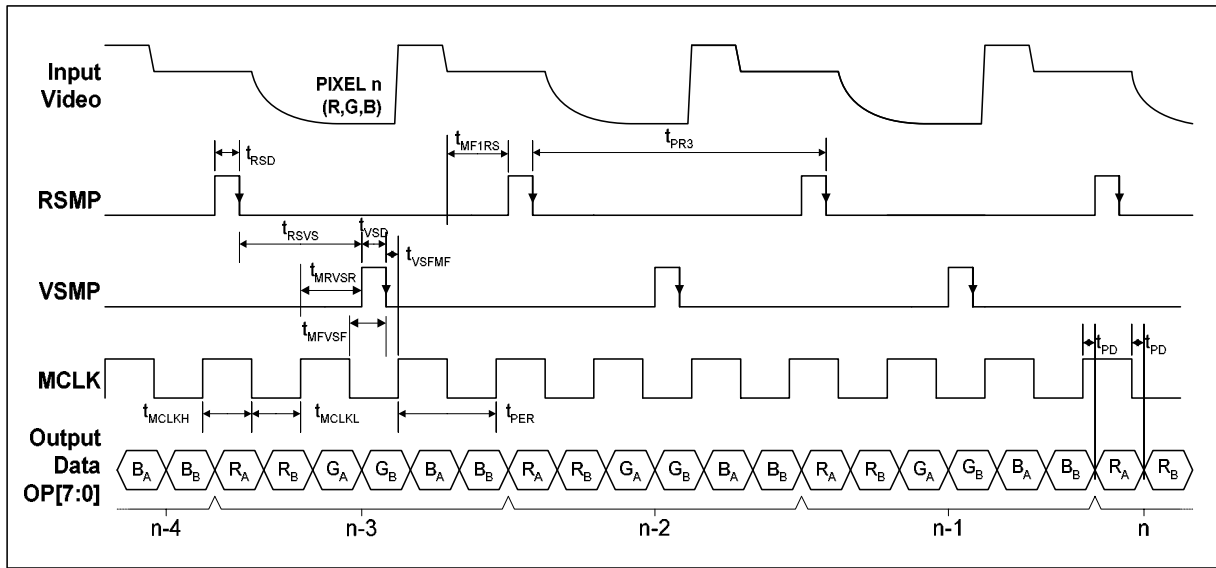 Input
Video
PIXEL n
(R,G,B)
tRSD
tMF1RS
tPR3
RSMP
tRSVS
tVSD
tVSFMF
tMRVSR
VSMP
tMFVSF
tPD
tPD
MCLK
tMCLKH
tMCLKL
tPER
Output
Data
OP[7:0]
BA BB RA RB GA GB BA BB RA RB GA GB BA BB RA RB GA GB BA BB RA RB
n-4 n-3 n-2 n-1 n